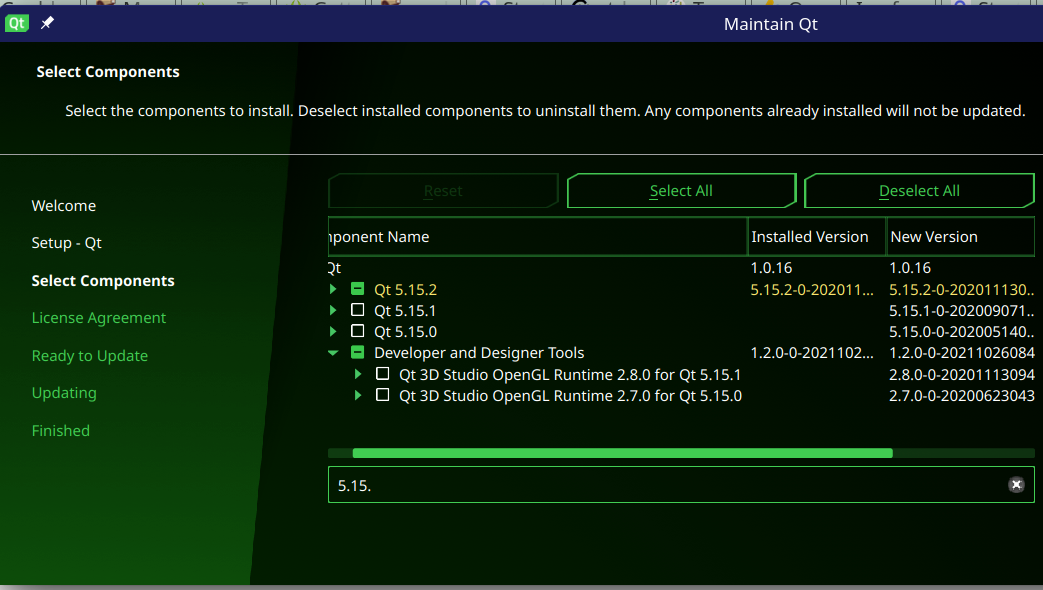 Qt
Maintain Qt
Select Components
Select the components to install. Deselect installed components to uninstall them. Any components already installed will not be updated.
Welcome
Setup - Qt
Select Components
License Agreement
Ready to Update
Updating
Finished
Reset Select All Deselect All
nponent Name Installed Version New Version
Qt 1.0.16 1.0.16
Qt 5.15.2 5.15.2-0-202011... 5.15.2-0-202011130..
Qt 5.15.1 5.15.1-0-202009071..
Qt 5.15.0 5.15.0-0-202005140..
Developer and Designer Tools 1.2.0-0-2021102... 1.2.0-0-20211026084
Qt 3D Studio OpenGL Runtime 2.8.0 for Qt 5.15.1 2.8.0-0-20201113094
Qt 3D Studio OpenGL Runtime 2.7.0 for Qt 5.15.0 2.7.0-0-20200623043
5.15.